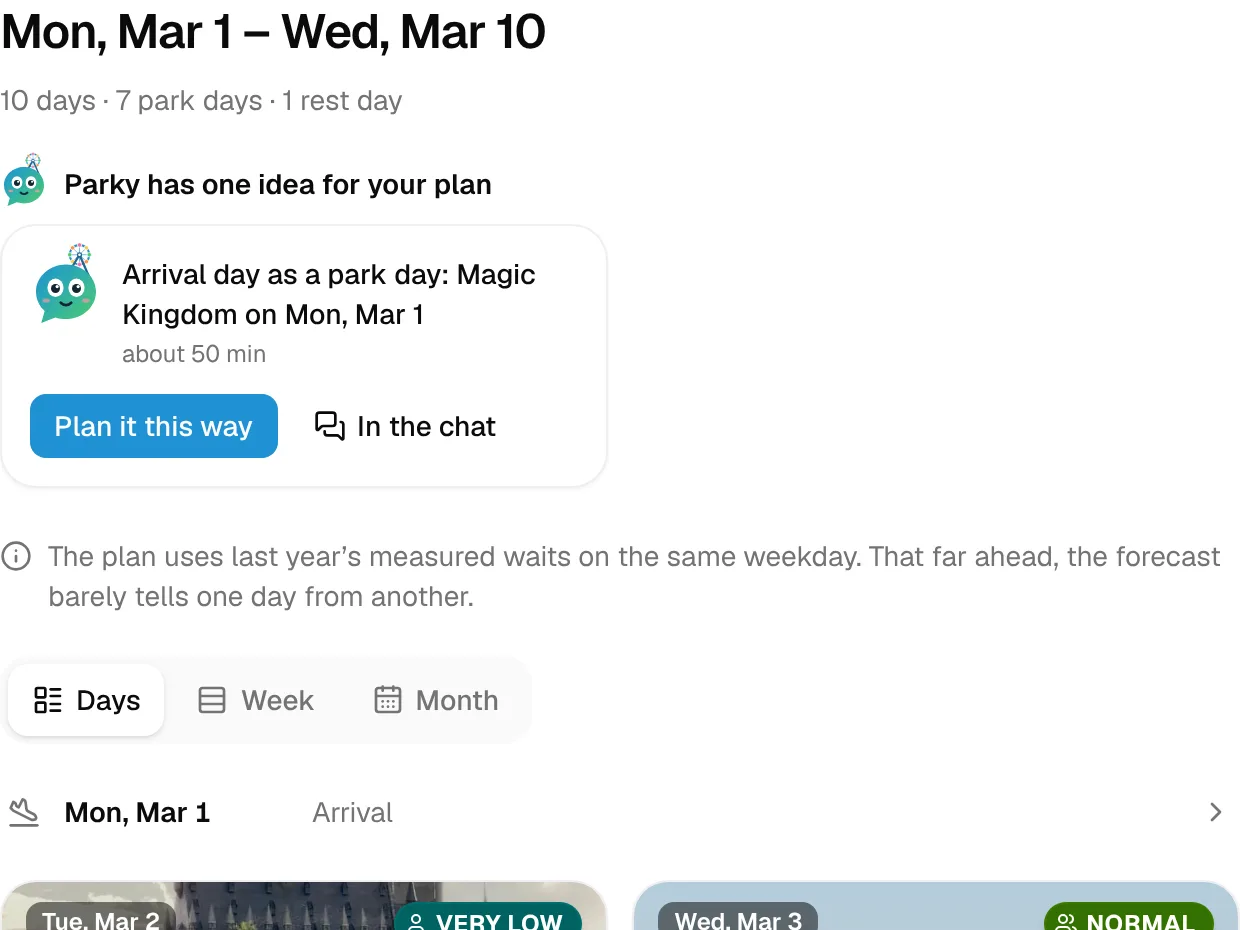 Mon, Mar 1 – Wed, Mar 10
10 days · 7 park days · 1 rest day
Parky has one idea for your plan
Arrival day as a park day: Magic
Kingdom on Mon, Mar 1
about 50 min
Plan it this way
In the chat
The plan uses last year’s measured waits on the same weekday. That far ahead, the forecast
barely tells one day from another.
Days
Week
Month
Mon, Mar 1
Arrival
Tue, Mar 2
VERY LOW
Wed, Mar 3
NORMAL